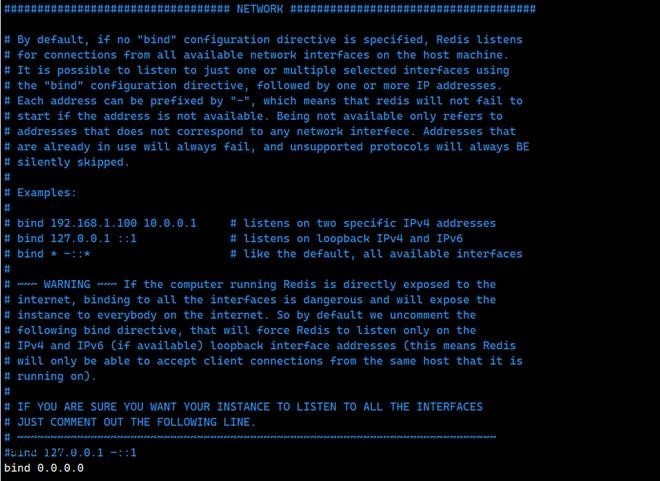 ################################## NETWORK #####################################
# By default, if no "bind" configuration directive is specified, Redis listens
# for connections from all available network interfaces on the host machine.
# It is possible to listen to just one or multiple selected interfaces using
# the "bind" configuration directive, followed by one or more IP addresses.
# Each address can be prefixed by "-", which means that redis will not fail to
# start if the address is not available. Being not available only refers to
# addresses that does not correspond to any network interfece. Addresses that
# are already in use will always fail, and unsupported protocols will always BE
# silently skipped.
#
# Examples:
#
# bind 192.168.1.100 10.0.0.1     # listens on two specific IPv4 addresses
# bind 127.0.0.1 ::1              # listens on loopback IPv4 and IPv6
# bind * -::*                     # like the default, all available interfaces
#
# ~~~ WARNING ~~~ If the computer running Redis is directly exposed to the
# internet, binding to all the interfaces is dangerous and will expose the
# instance to everybody on the internet. So by default we uncomment the
# following bind directive, that will force Redis to listen only on the
# IPv4 and IPv6 (if available) loopback interface addresses (this means Redis
# will only be able to accept client connections from the same host that it is
# running on).
#
# IF YOU ARE SURE YOU WANT YOUR INSTANCE TO LISTEN TO ALL THE INTERFACES
# JUST COMMENT OUT THE FOLLOWING LINE.
# ~~~~~~~~~~~~~~~~~~~~~~~~~~~~~~~~~~~~~~~~~~~~~~~~~~~~~~~~~~~~~~~~~~~~~~~~
#bind 127.0.0.1 -::1
bind 0.0.0.0